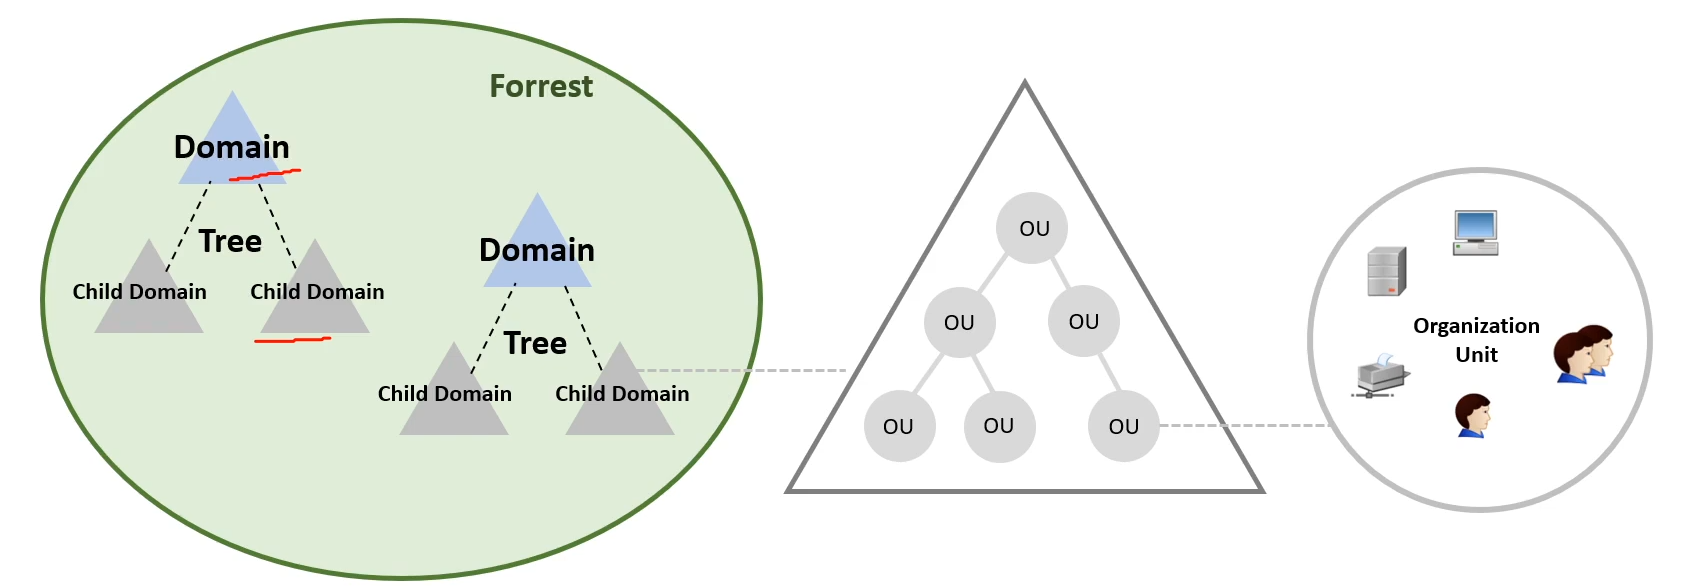 Forrest
Domain
Tree
Child Domain
Child Domain
Domain
Tree
Child Domain
Child Domain
OU
OU
OU
OU
OU
OU
Organization
Unit